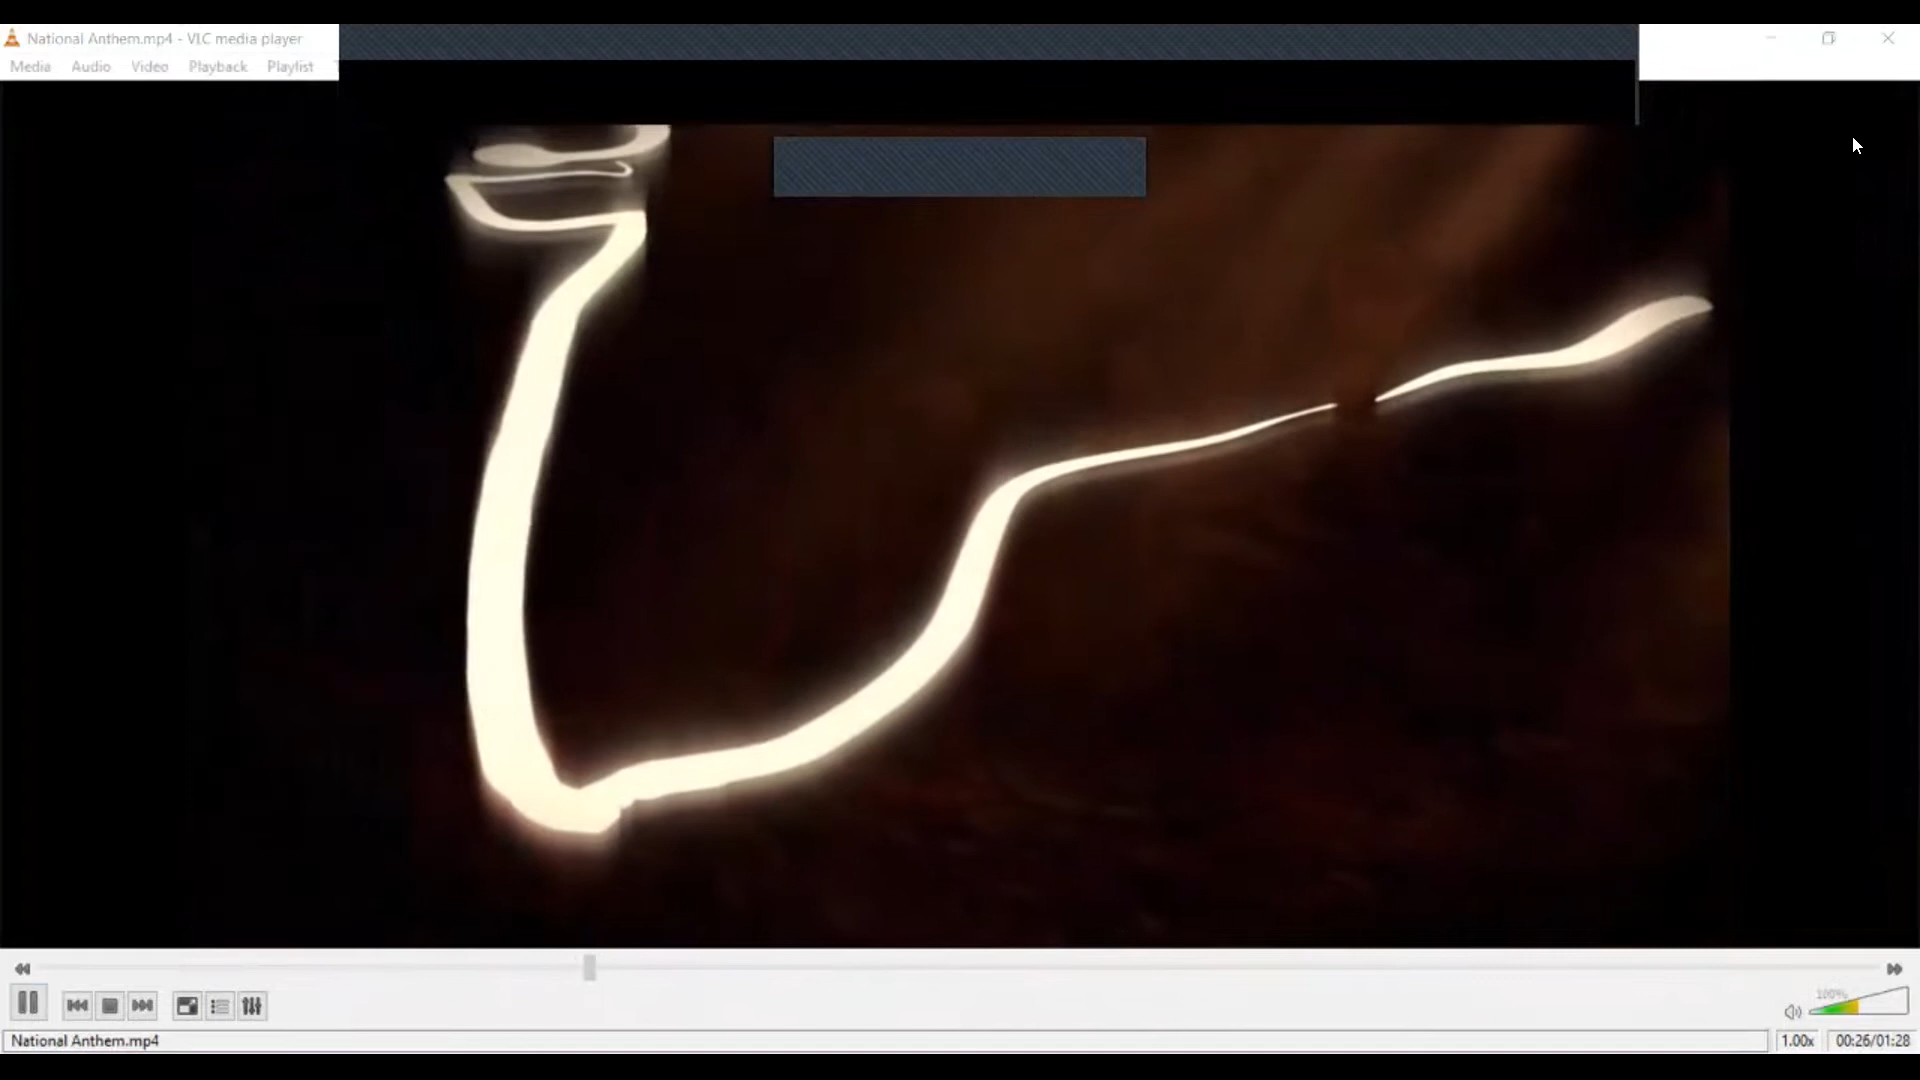 National Anthem.mp4 - VLC media player
Media Audio Video Playback Playlist
100%
National Anthem.mp4 1.00x 00:26/01:28